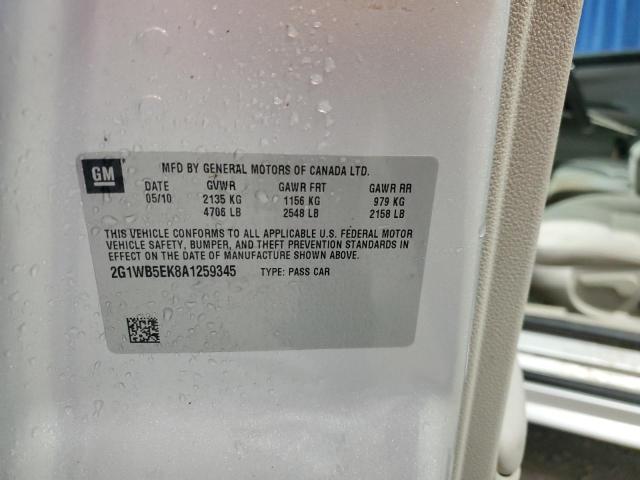 GM
MFD BY GENERAL MOTORS OF CANADA LTD.
DATE GVWR GAWR FRT GAWR RR
05/10 2135 KG 1156 KG 979 KG
4706 LB 2548 LB 2158 LB
THIS VEHICLE CONFORMS TO ALL APPLICABLE U.S. FEDERAL MOTOR
VEHICLE SAFETY, BUMPER, AND THEFT PREVENTION STANDARDS IN
EFFECT ON THE DATE OF MANUFACTURE SHOWN ABOVE.
2G1WB5EK8A1259345 TYPE: PASS CAR